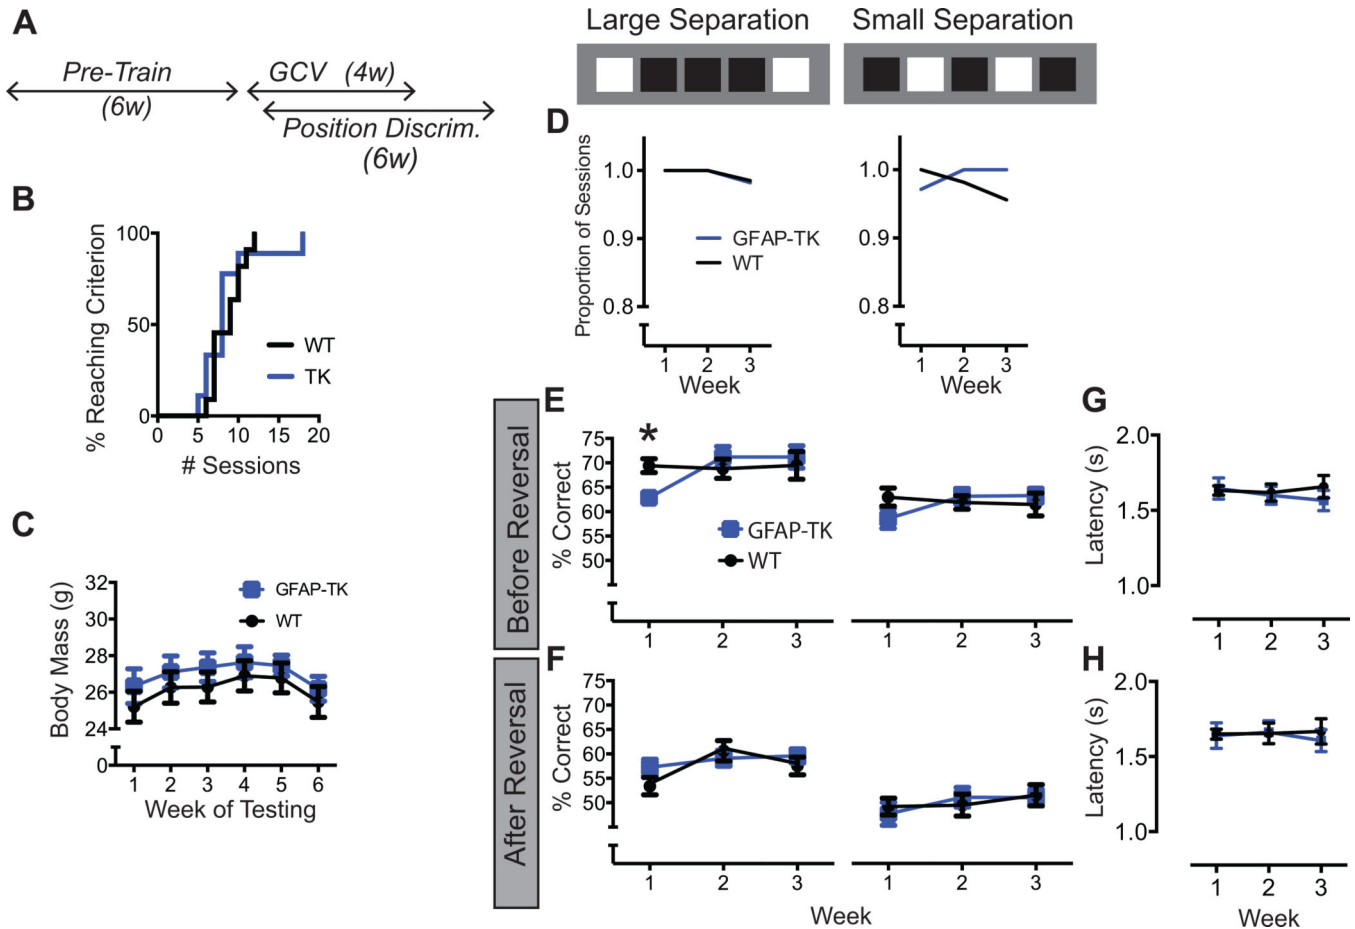 A
Pre-Train
(6w)
GCV (4w)
Position Discrim.
(6w)
Large Separation
Small Separation
B
% Reaching Criterion
100
50
0
0 5 10 15 20
# Sessions
WT
TK
C
Body Mass (g)
32
30
28
26
24
0
1 2 3 4 5 6
Week of Testing
GFAP-TK
WT
D
Proportion of Sessions
1.0
0.9
0.8
1 2 3
Week
GFAP-TK
WT
1.0
0.9
0.8
1 2 3
Week
Before Reversal
E
*
% Correct
75
70
65
60
55
50
1 2 3
GFAP-TK
WT
1 2 3
G
Latency (s)
2.0
1.5
1.0
1 2 3
After Reversal
F
% Correct
75
70
65
60
55
50
1 2 3
1 2 3
Week
H
Latency (s)
2.0
1.5
1.0
1 2 3
Week